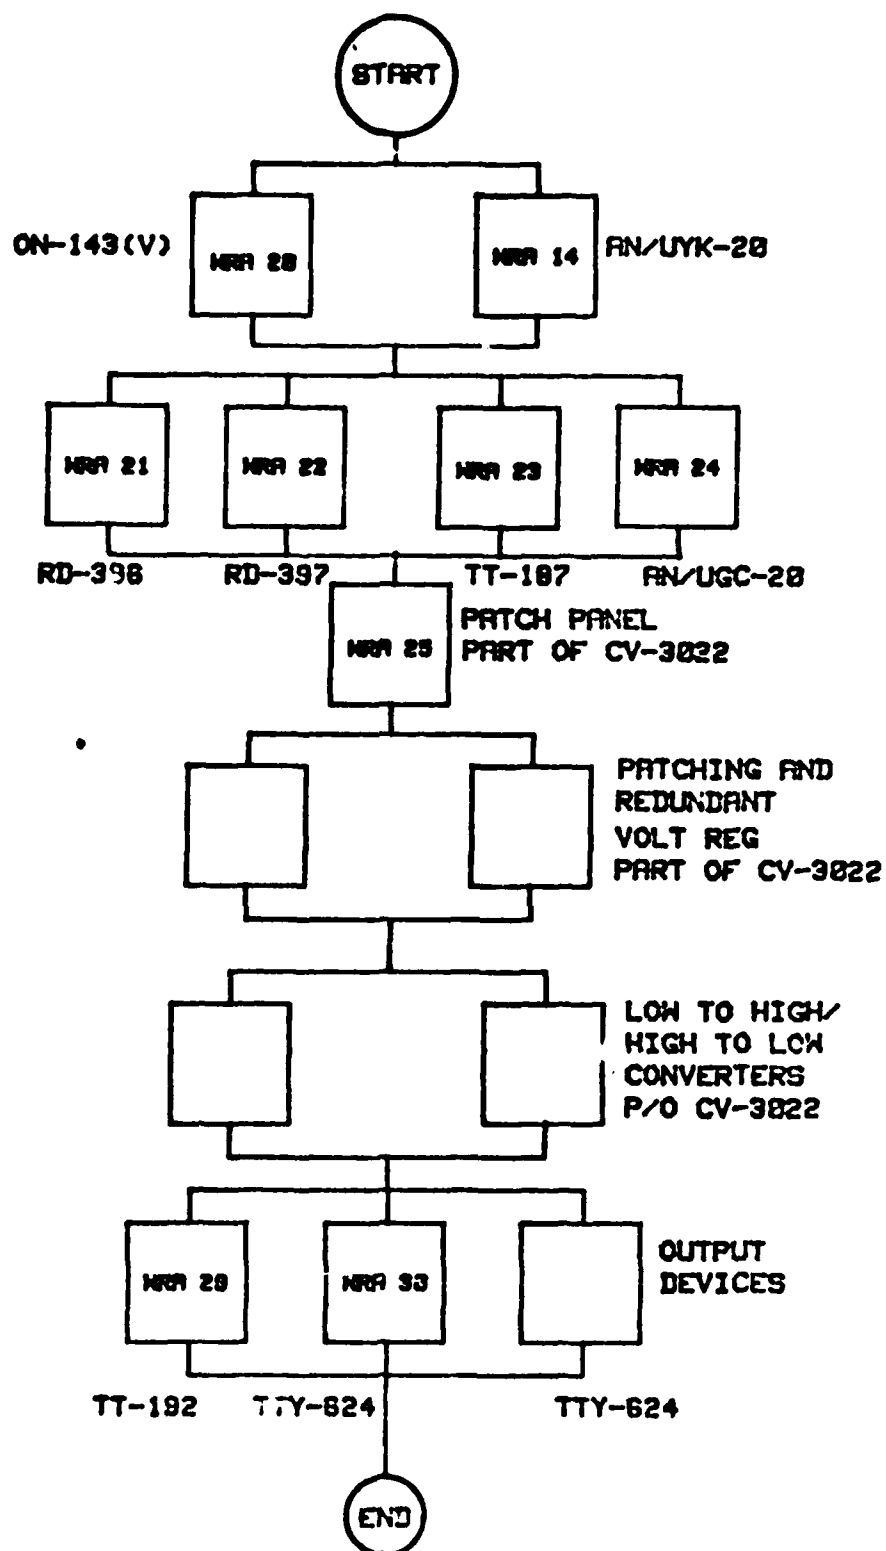 START
ON-143(V)
WRA 20
WRA 14
AN/UYK-20
WRA 21
WRA 22
WRA 23
WRA 24
RD-396
RD-397
TT-187
AN/UGC-20
WRA 25
PATCH PANEL
PART OF CV-3022
PATCHING AND
REDUNDANT
VOLT REG
PART OF CV-3022
LOW TO HIGH/
HIGH TO LOW
CONVERTERS
P/O CV-3022
WRA 29
WRA 33
OUTPUT
DEVICES
TT-192
TTY-624
TTY-624
END